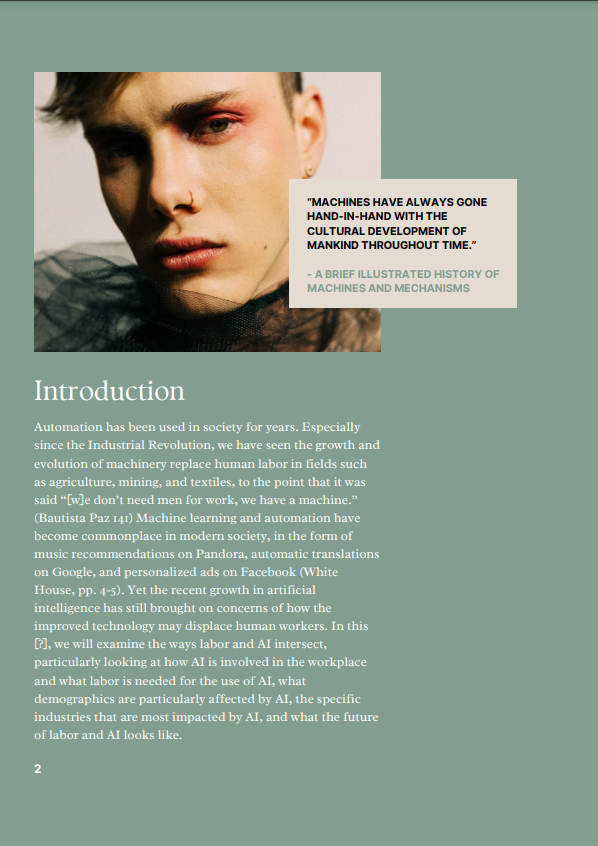 "MACHINES HAVE ALWAYS GONE
HAND-IN-HAND WITH THE
CULTURAL DEVELOPMENT OF
MANKIND THROUGHOUT TIME."
- A BRIEF ILLUSTRATED HISTORY OF
MACHINES AND MECHANISMS
Introduction
Automation has been used in society for years. Especially
since the Industrial Revolution, we have seen the growth and
evolution of machinery replace human labor in fields such
as agriculture, mining, and textiles, to the point that it was
said “[w]e don’t need men for work, we have a machine.”
(Bautista Paz 141) Machine learning and automation have
become commonplace in modern society, in the form of
music recommendations on Pandora, automatic translations
on Google, and personalized ads on Facebook (White
House, pp. 4-5). Yet the recent growth in artificial
intelligence has still brought on concerns of how the
improved technology may displace human workers. In this
[?], we will examine the ways labor and AI intersect,
particularly looking at how AI is involved in the workplace
and what labor is needed for the use of AI, what
demographics are particularly affected by AI, the specific
industries that are most impacted by AI, and what the future
of labor and AI looks like.
2